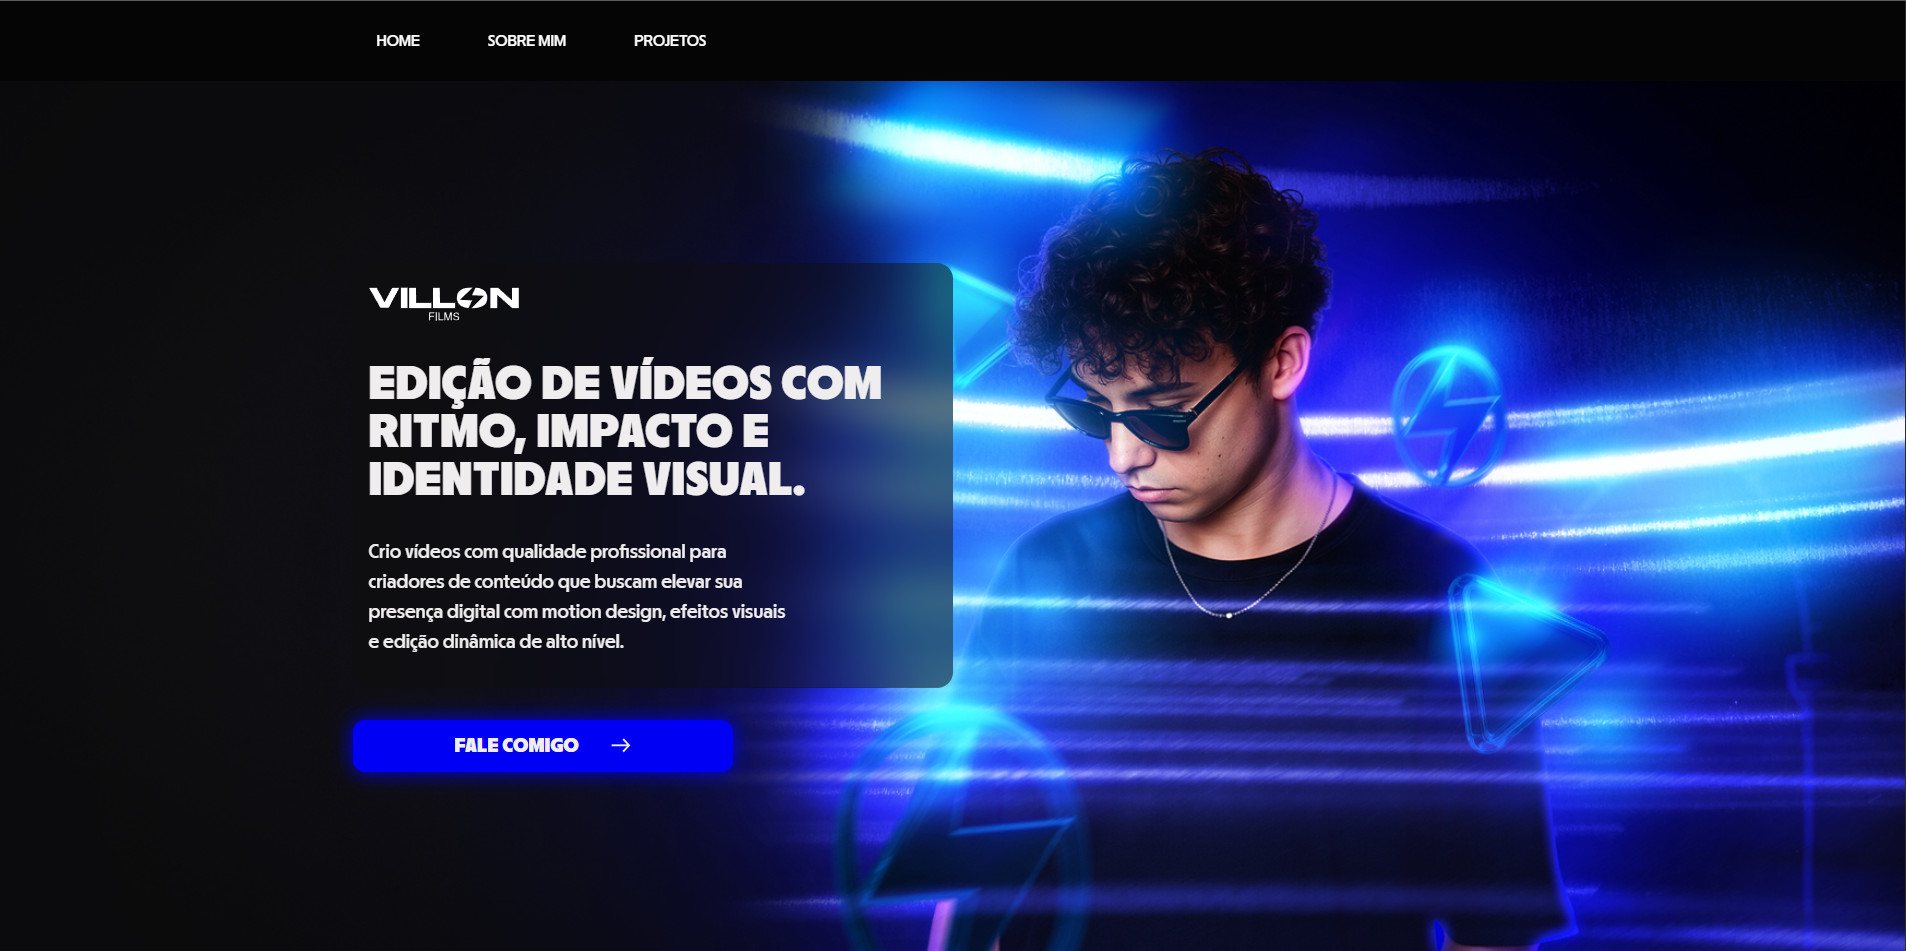 HOME
SOBRE MIM
PROJETOS
VILLON
FILMS
EDIÇÃO DE VÍDEOS COM
RITMO, IMPACTO E
IDENTIDADE VISUAL.
Crio vídeos com qualidade profissional para
criadores de conteúdo que buscam elevar sua
presença digital com motion design, efeitos visuais
e edição dinâmica de alto nível.
FALE COMIGO